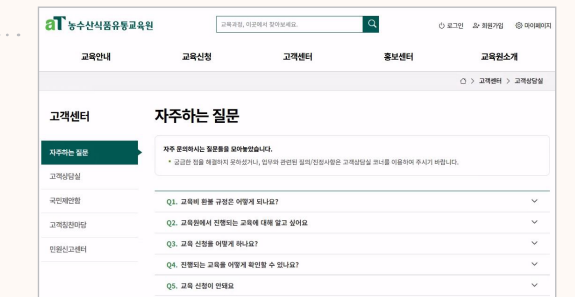 aT 농수산식품유통교육원
교육과정, 이곳에서 찾아보세요.
로그인 회원가입 마이페이지
교육안내 교육신청 고객센터 홍보센터 교육원소개
> 고객센터 > 고객상담실
고객센터
자주하는 질문
고객상담실
국민제안함
고객칭찬마당
민원신고센터
자주하는 질문
자주 문의하시는 질문들을 모아놓았습니다.
• 궁금한 점을 해결하지 못하셨거나, 업무와 관련된 질의/진정사항은 고객상담실 코너를 이용하여 주시기 바랍니다.
Q1. 교육비 환불 규정은 어떻게 되나요?
Q2. 교육원에서 진행되는 교육에 대해 알고 싶어요
Q3. 교육 신청을 어떻게 하나요?
Q4. 진행되는 교육을 어떻게 확인할 수 있나요?
Q5. 교육 신청이 안돼요